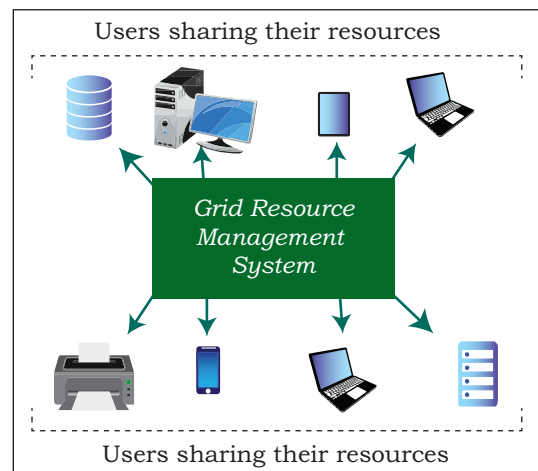 Users sharing their resources
Grid Resource
Management
System
Users sharing their resources